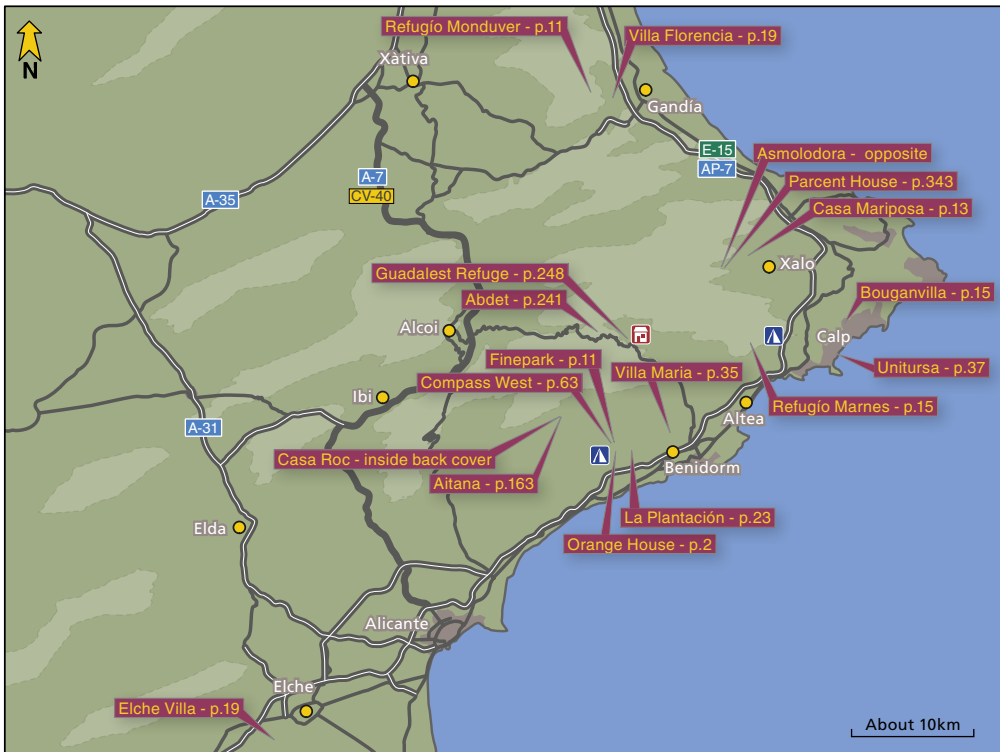 Refugío Monduver - p.11
Villa Florencia - p.19
N
Xàtiva
Gandía
E-15
AP-7
Asmolodora - opposite
A-7
CV-40
Parcent House - p.343
A-35
Casa Mariposa - p.13
Xalo
Guadalest Refuge - p.248
Bouganvilla - p.15
Abdet - p.241
Alcoi
Calp
Finepark - p.11
Villa Maria - p.35
Unitursa - p.37
Compass West - p.63
Ibi
Refugío Marnes - p.15
Altea
A-31
Casa Roc - inside back cover
Benidorm
Aitana - p.163
La Plantación - p.23
Elda
Orange House - p.2
Alicante
Elche
Elche Villa - p.19
About 10km